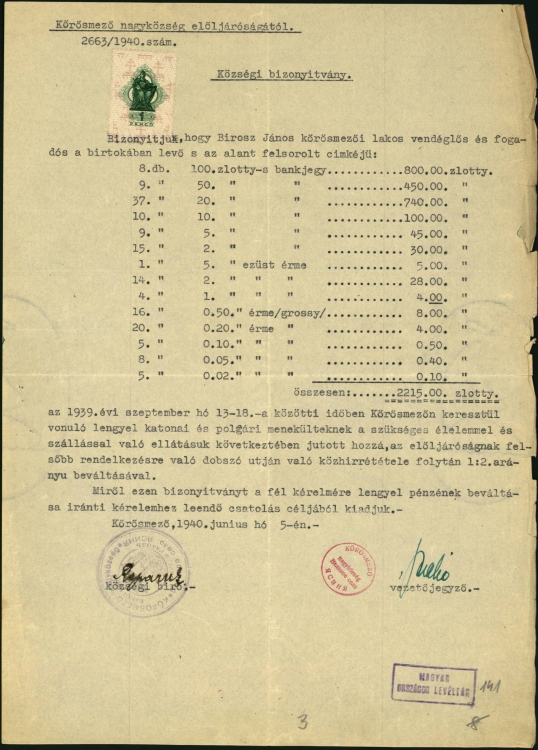 Kőrösmező nagyközség előljáróságától.
2663/1940.szám.
1
PENGŐ
Községi bizonyitvány.
Bizonyitjuk,hogy Birosz János kőrösmezői lakos vendéglős és foga-
dós a birtokában levő s az alant felsorolt cimkéjü:
8.db. 100.zlotty-s bankjegy............800.00.zlotty.
9. " 50. " " ............450.00. "
37. " 20. " " ............740.00. "
10. " 10. " " ............100.00. "
9. " 5. " " ............ 45.00. "
15. " 2. " " ............ 30.00. "
1. " 5. " ezüst érme ............ 5.00. "
14. " 2. " " " ............ 28.00. "
4. " 1. " " " ............ 4.00. "
16. " 0.50." érme/grossy/............ 8.00. "
20. " 0.20." érme " ............ 4.00. "
5. " 0.10." " " ............ 0.50. "
8. " 0.05." " " ............ 0.40. "
5. " 0.02." " " ............ 0.10. "
összesen:......2215.00. zlotty.
az 1939.évi szeptember hó 13-18.-a közötti időben Kőrösmezőn keresztül
vonuló lengyel katonai és polgári menekülteknek a szükséges élelemmel és
szállással való ellátásuk következtében jutott hozzá,az előljáróságnak fel-
sőbb rendelkezésre való dobszó utján való közhirrététele folytán 1:2.ará-
nyu beváltásával.
Miről ezen bizonyitványt a fél kérelmére lengyel pénzének beváltá-
sa iránti kérelemhez leendő csatolás céljából kiadjuk.-
Kőrösmező,1940.junius hó 5-én.-
KŐRÖSMEZŐ
nagyközség
ЯСІНЯ
községi biró.-
vezetőjegyző.-
MAGYAR
ORSZÁGOS LEVÉLTÁR
141
3
8